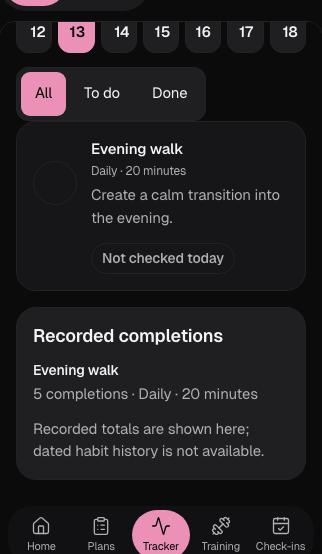 12 13 14 15 16 17 18
All To do Done
Evening walk
Daily · 20 minutes
Create a calm transition into
the evening.
Not checked today
Recorded completions
Evening walk
5 completions · Daily · 20 minutes
Recorded totals are shown here;
dated habit history is not available.
Home Plans Tracker Training Check-ins